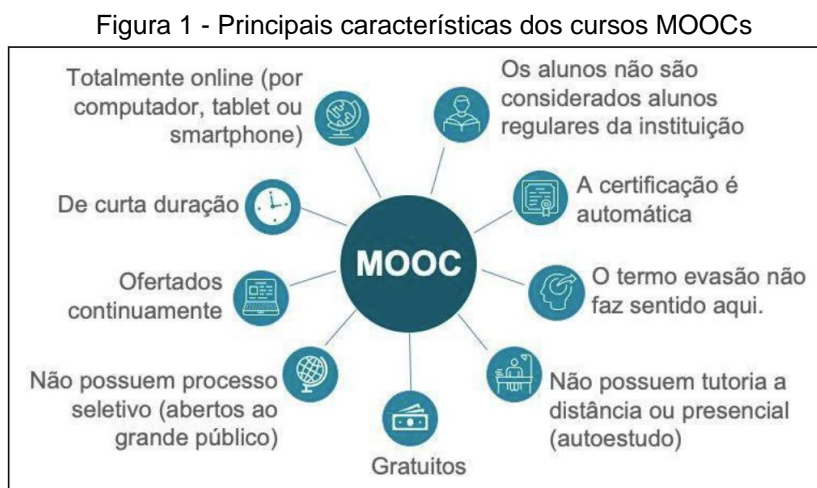 Figura 1 - Principais características dos cursos MOOCs
Totalmente online (por
computador, tablet ou
smartphone)
Os alunos não são
considerados alunos
regulares da instituição
De curta duração
A certificação é
automática
MOOC
Ofertados
continuamente
O termo evasão não
faz sentido aqui.
Não possuem processo
seletivo (abertos ao
grande público)
Não possuem tutoria a
distância ou presencial
(autoestudo)
Gratuitos